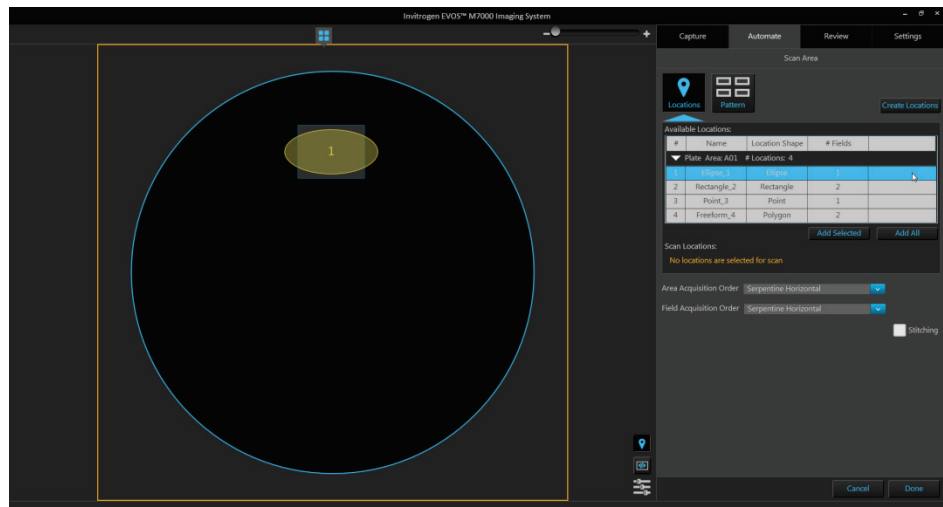 Invitrogen EVOS™ M7000 Imaging System
Capture Automate Review Settings
Scan Area
Locations Pattern Create Locations
Available Locations:
# Name Location Shape # Fields
Plate Area: A01 # Locations: 4
1 Ellipse_1 Ellipse 1
2 Rectangle_2 Rectangle 2
3 Point_3 Point 1
4 Freeform_4 Polygon 2
Add Selected Add All
Scan Locations:
No locations are selected for scan
Area Acquisition Order Serpentine Horizontal
Field Acquisition Order Serpentine Horizontal
Stitching
1
Cancel Done